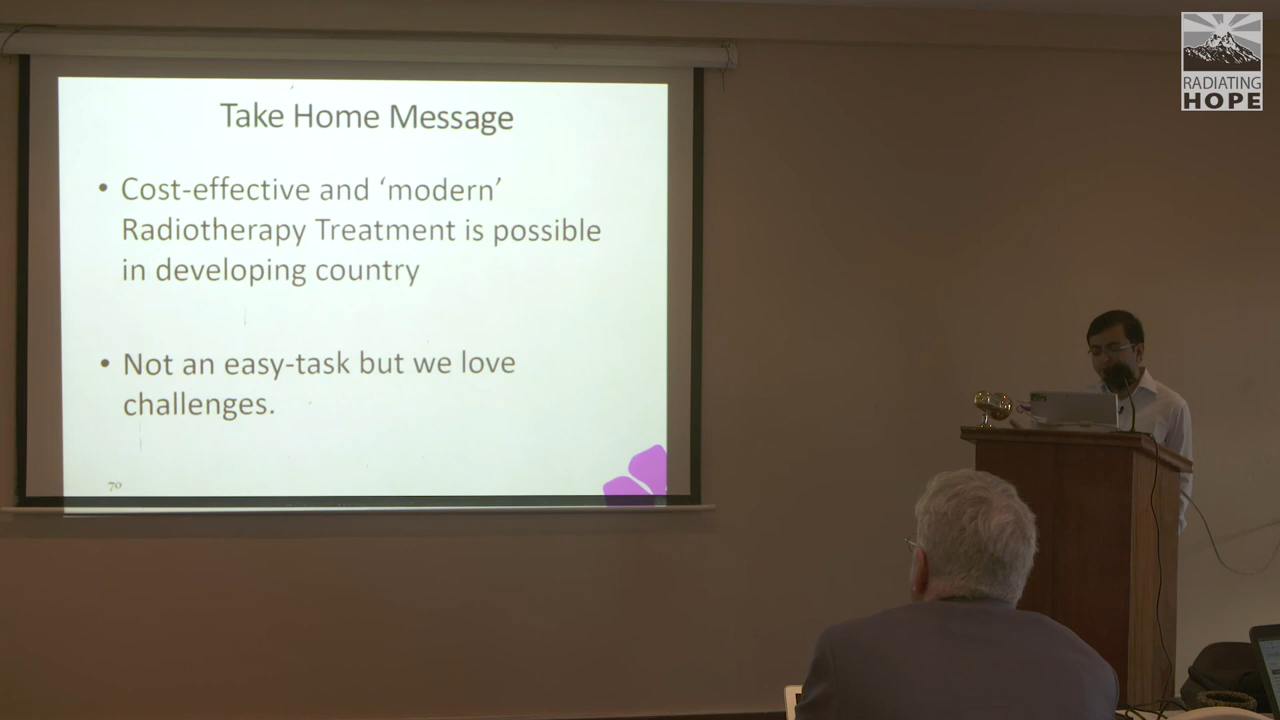 RADIATING
HOPE
Take Home Message
• Cost-effective and ‘modern’
Radiotherapy Treatment is possible
in developing country
• Not an easy-task but we love
challenges.
70